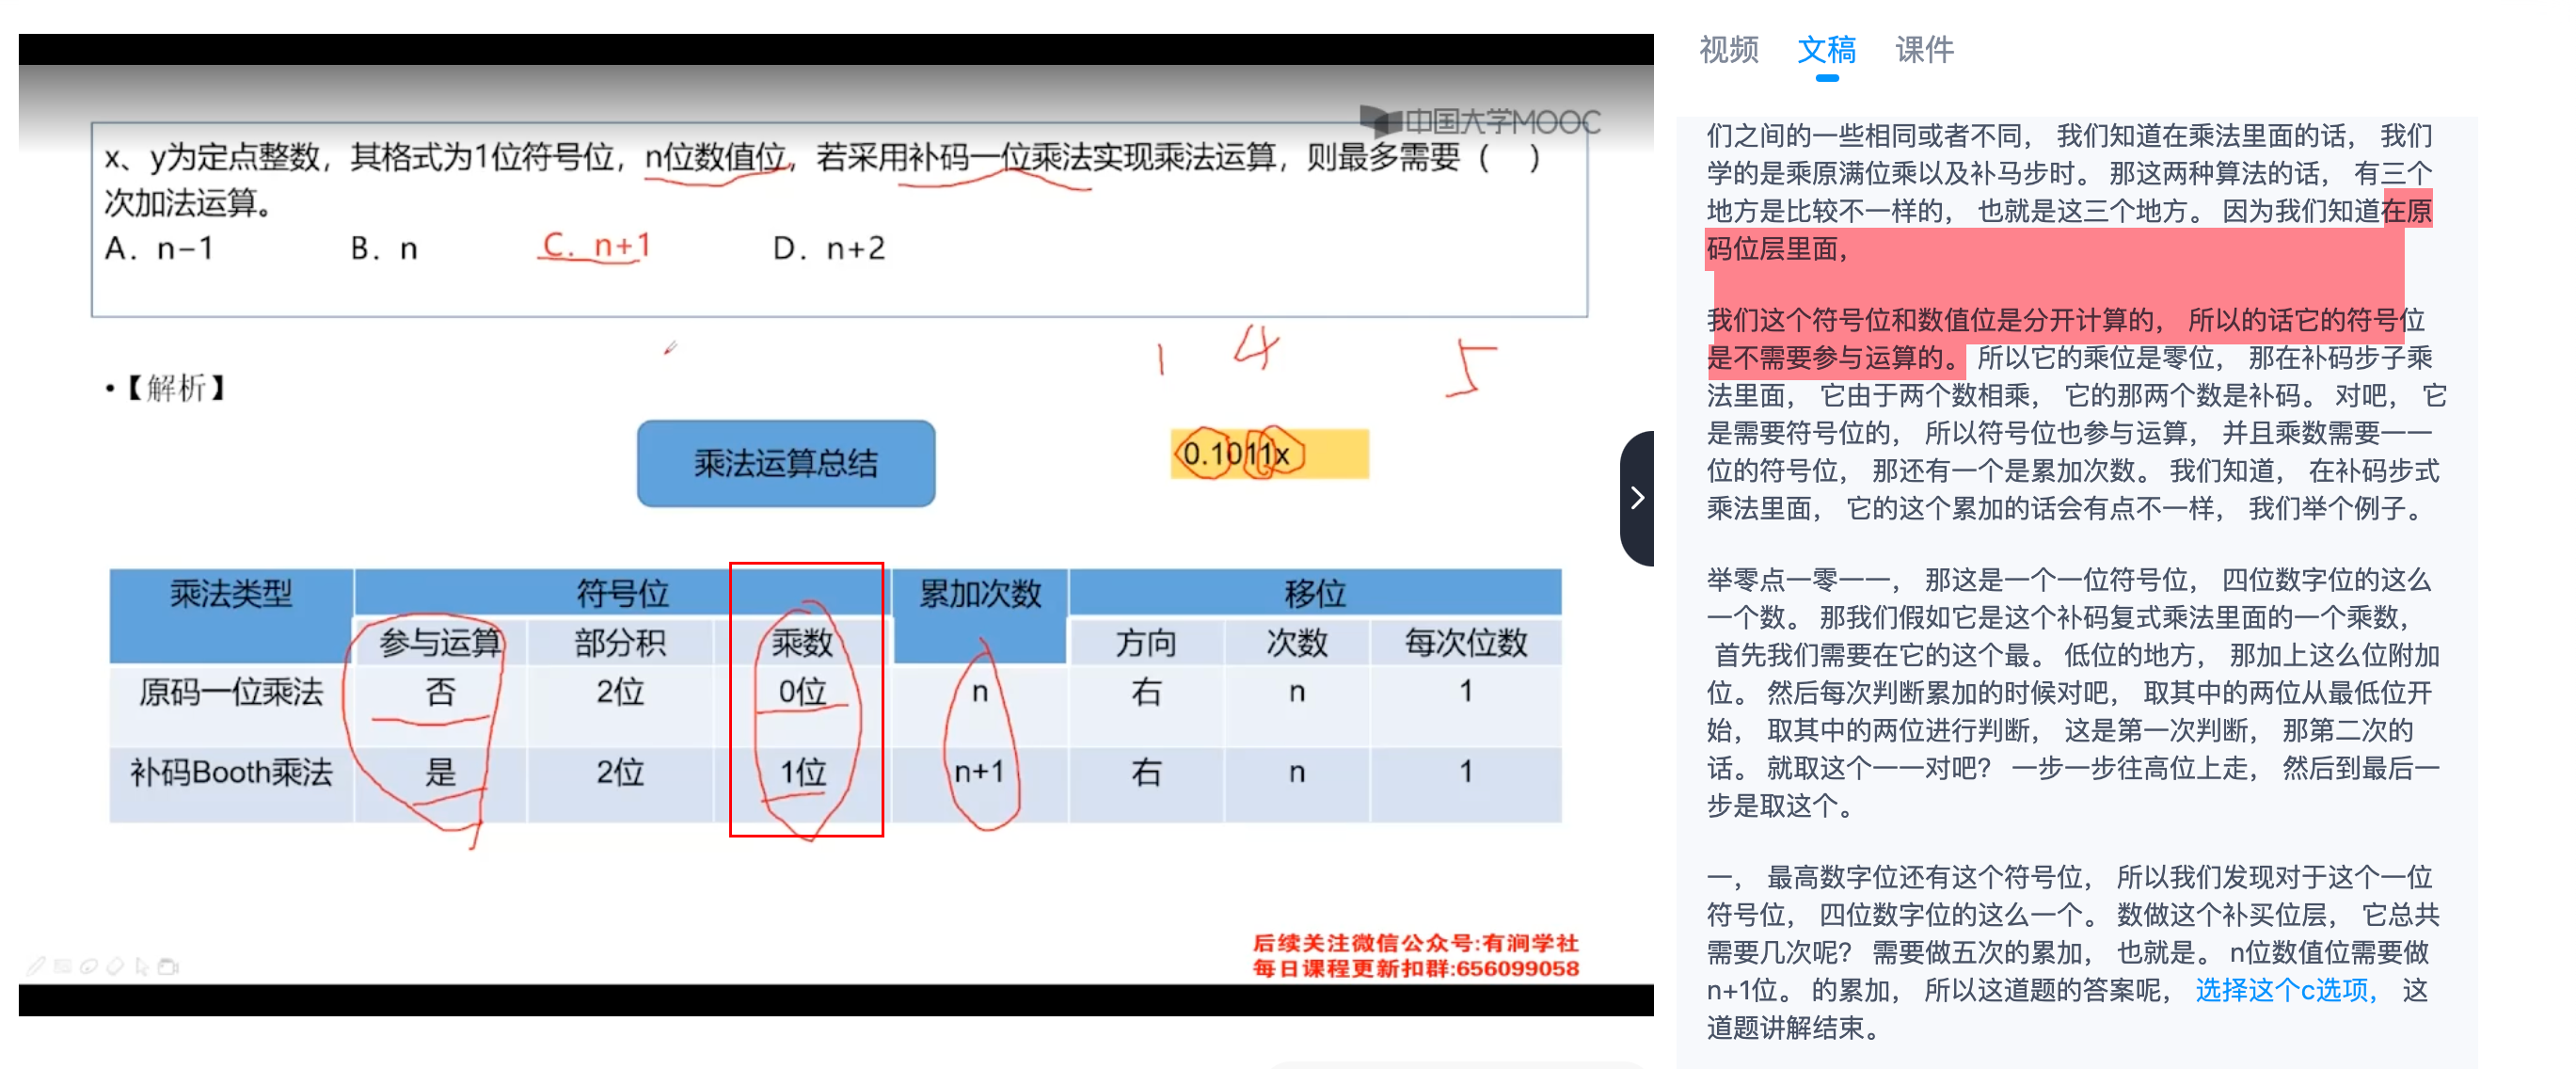 中国大学MOOC
x、y为定点整数，其格式为1位符号位，n位数值位，若采用补码一位乘法实现乘法运算，则最多需要（ ）
次加法运算。
A. n-1 B. n C. n+1 D. n+2
1 4 5
•【解析】
乘法运算总结
0.1011x
乘法类型 符号位 累加次数 移位
参与运算 部分积 乘数 方向 次数 每次位数
原码一位乘法 否 2位 0位 n 右 n 1
补码Booth乘法 是 2位 1位 n+1 右 n 1
后续关注微信公众号:有涧学社
每日课程更新扣群:656099058
视频 文稿 课件
们之间的一些相同或者不同， 我们知道在乘法里面的话， 我们
学的是乘原满位乘以及补马步时。 那这两种算法的话， 有三个
地方是比较不一样的， 也就是这三个地方。 因为我们知道在原
码位层里面，
我们这个符号位和数值位是分开计算的， 所以的话它的符号位
是不需要参与运算的。 所以它的乘位是零位， 那在补码步子乘
法里面， 它由于两个数相乘， 它的那两个数是补码。 对吧， 它
是需要符号位的， 所以符号位也参与运算， 并且乘数需要一一
位的符号位， 那还有一个是累加次数。 我们知道， 在补码步式
乘法里面， 它的这个累加的话会有点不一样， 我们举个例子。
举零点一零一一， 那这是一个一位符号位， 四位数字位的这么
一个数。 那我们假如它是这个补码复式乘法里面的一个乘数，
首先我们需要在它的这个最。 低位的地方， 那加上这么位附加
位。 然后每次判断累加的时候对吧， 取其中的两位从最低位开
始， 取其中的两位进行判断， 这是第一次判断， 那第二次的
话。 就取这个一一对吧？ 一步一步往高位上走， 然后到最后一
步是取这个。
一， 最高数字位还有这个符号位， 所以我们发现对于这个一位
符号位， 四位数字位的这么一个。 数做这个补买位层， 它总共
需要几次呢？ 需要做五次的累加， 也就是。 n位数值位需要做
n+1位。 的累加， 所以这道题的答案呢， 选择这个c选项， 这
道题讲解结束。